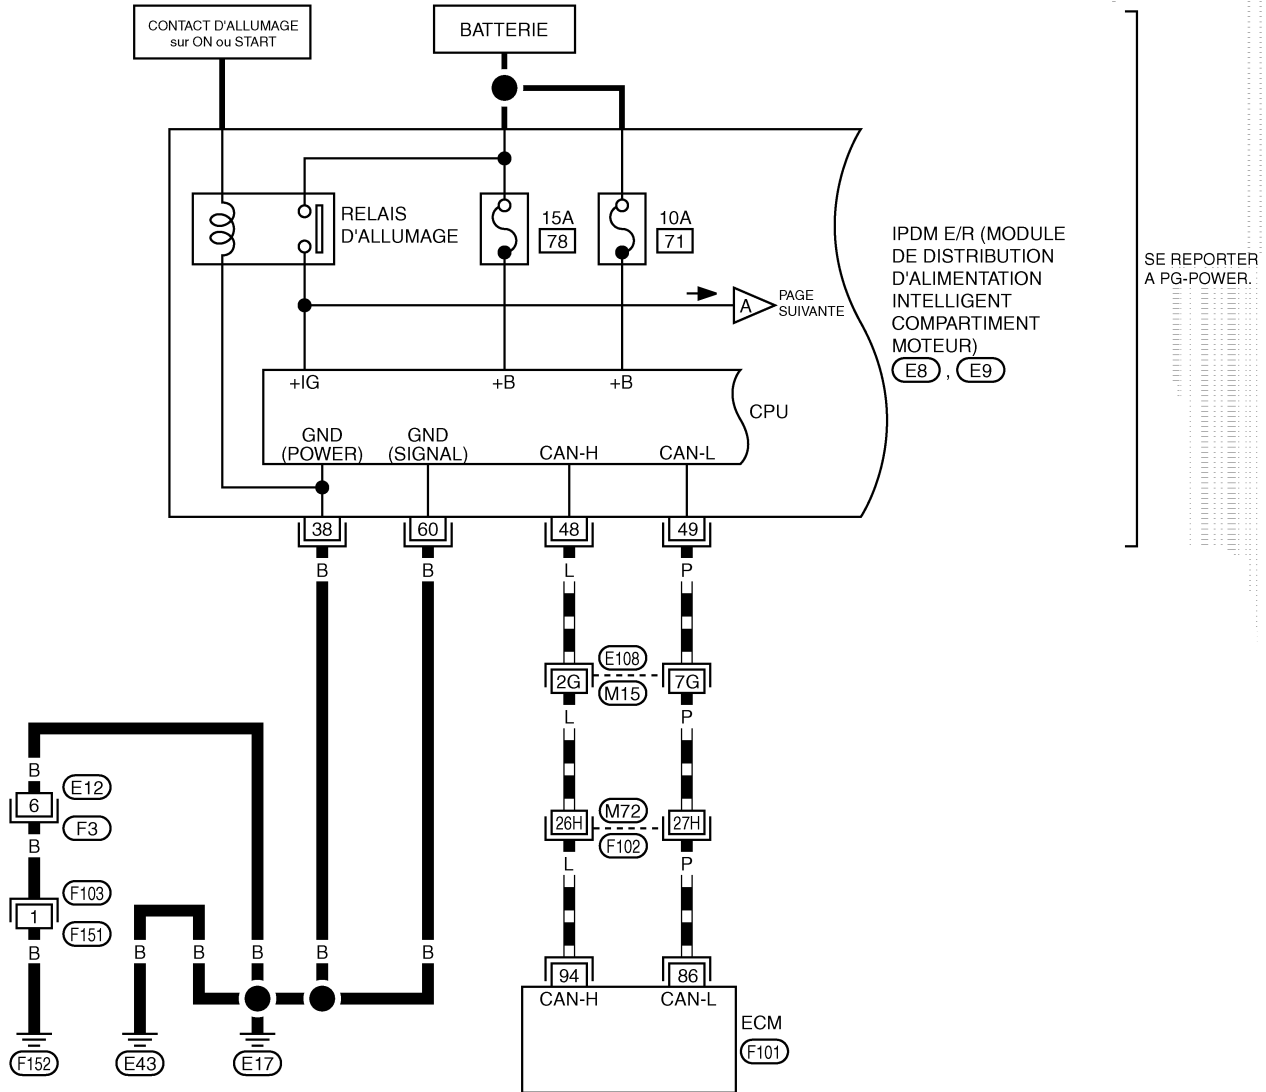 CONTACT D'ALLUMAGE
sur ON ou START
BATTERIE
RELAIS
D'ALLUMAGE
15A
78
10A
71
A
PAGE
SUIVANTE
IPDM E/R (MODULE
DE DISTRIBUTION
D'ALIMENTATION
INTELLIGENT
COMPARTIMENT
MOTEUR)
E8 , E9
SE REPORTER
A PG-POWER.
+IG
+B
+B
CPU
GND
(POWER)
GND
(SIGNAL)
CAN-H
CAN-L
38
60
48
49
B
B
L
P
E108
2G
7G
M15
L
P
B
E12
6
F3
M72
26H
27H
F102
B
L
P
F103
1
F151
B
B
B
B
B
B
94
86
CAN-H
CAN-L
ECM
F101
F152
E43
E17